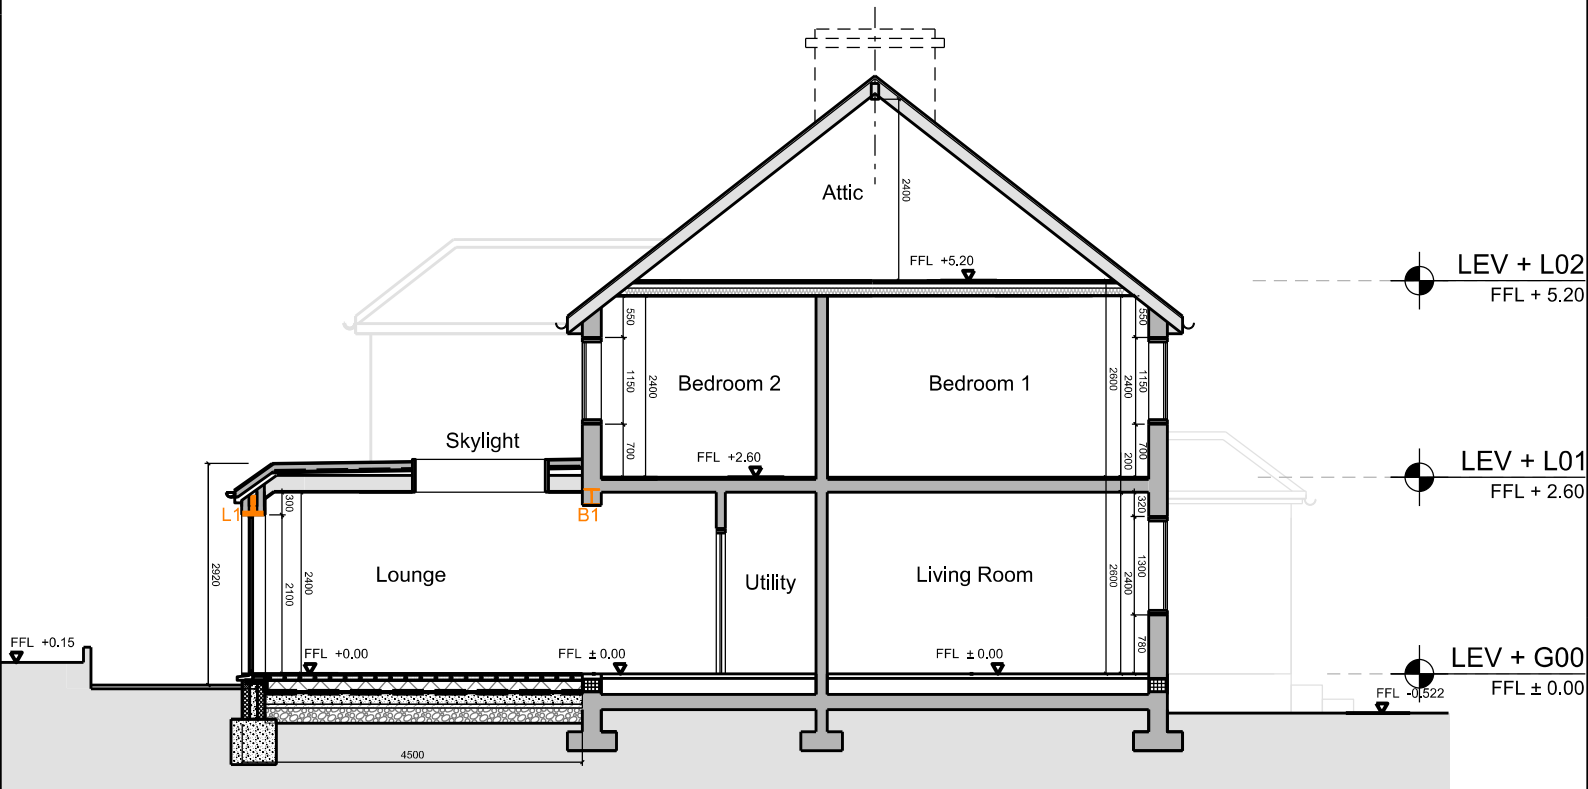 Attic
2400
FFL +5.20
LEV + L02
FFL + 5.20
550
1150
2400
700
Bedroom 2
Bedroom 1
2600
2400
550
1150
700
200
Skylight
FFL +2.60
LEV + L01
FFL + 2.60
L1
B1
300
2920
2100
2400
Lounge
Utility
Living Room
2600
2400
320
1300
780
FFL +0.15
FFL +0.00
FFL ± 0.00
FFL ± 0.00
LEV + G00
FFL ± 0.00
FFL -0.522
4500